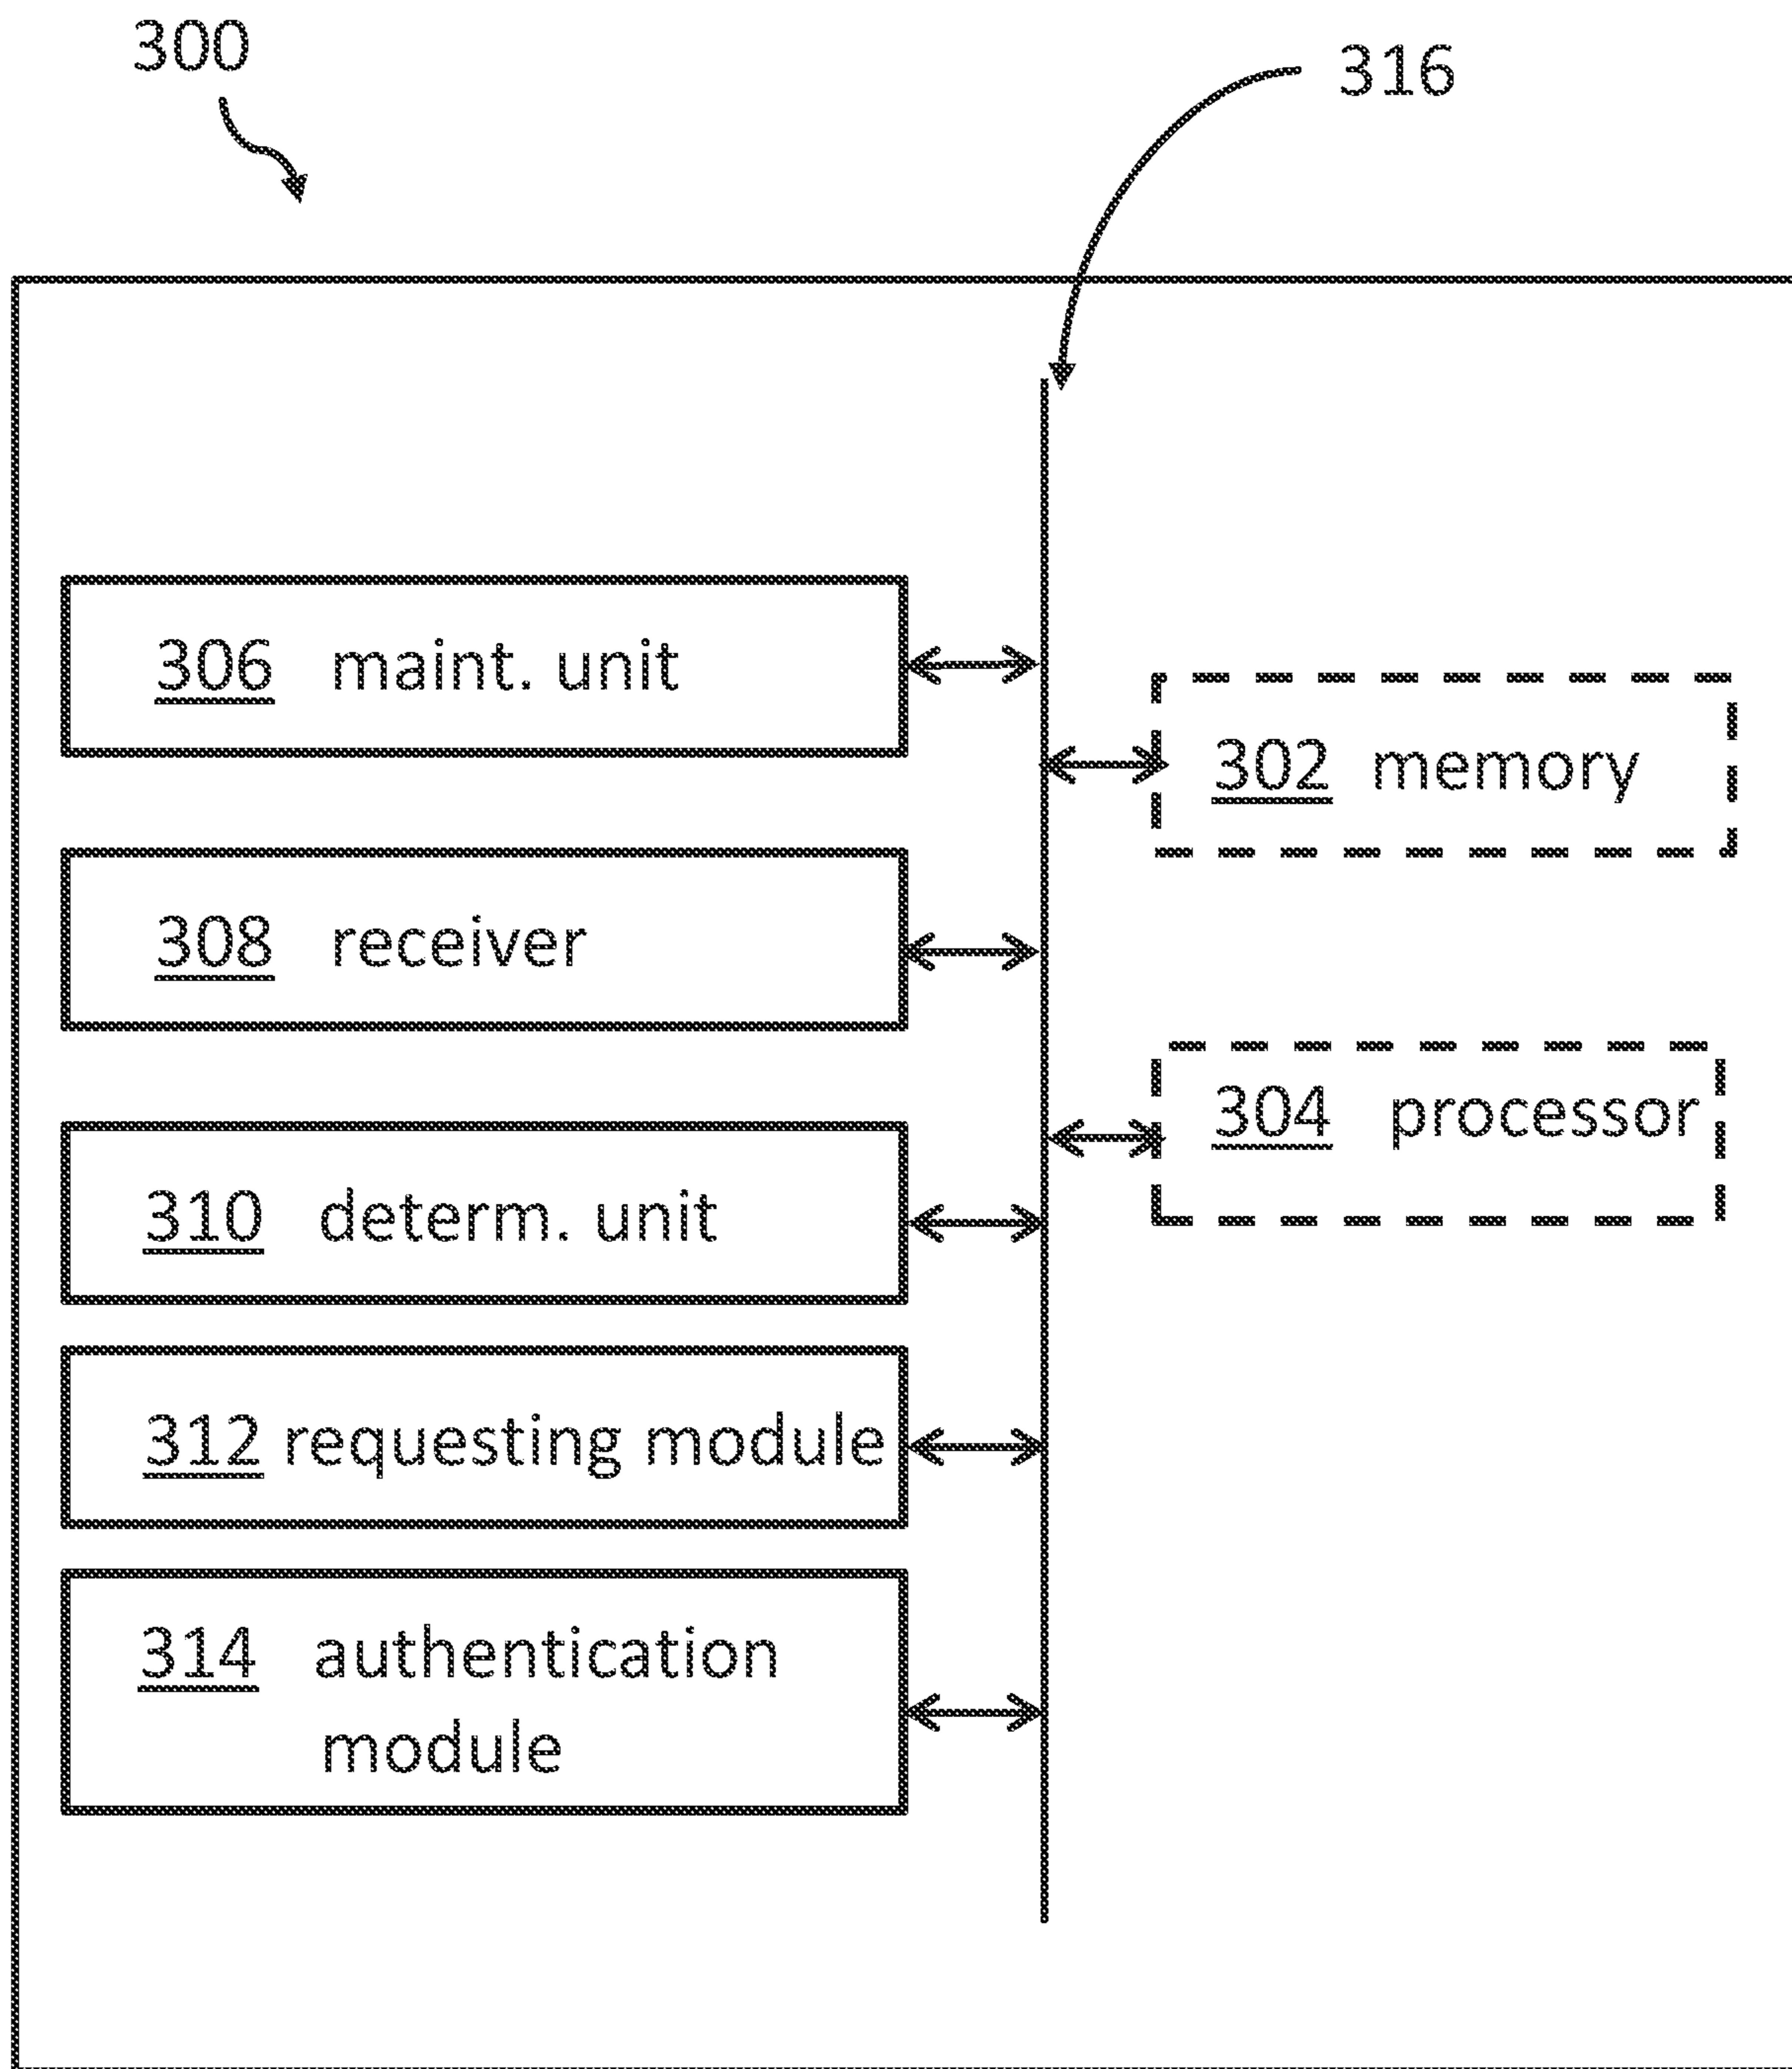 300
316
306 maint. unit
302 memory
308 receiver
304 processor
310 determ. unit
312 requesting module
314 authentication
module